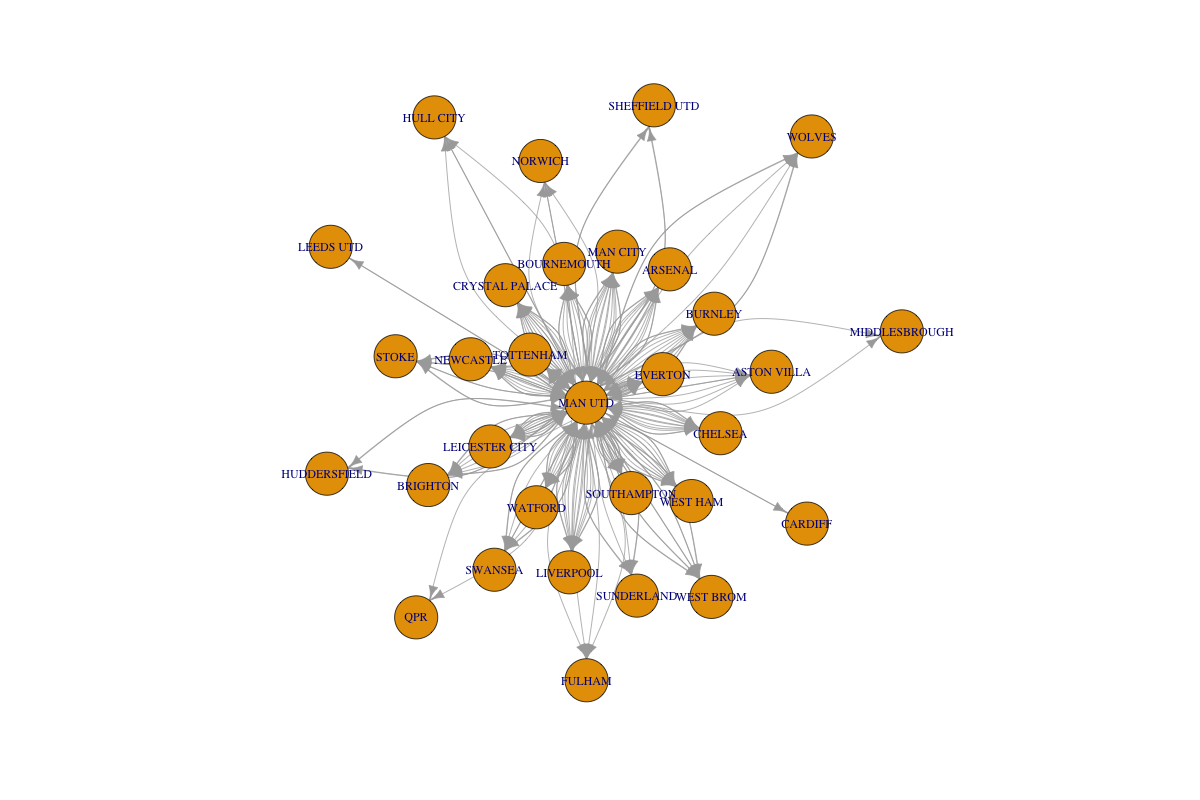 SHEFFIELD UTD
HULL CITY
WOLVES
NORWICH
LEEDS UTD
MAN CITY
BOURNEMOUTH
ARSENAL
CRYSTAL PALACE
BURNLEY
MIDDLESBROUGH
TOTTENHAM
STOKE
NEWCASTLE
ASTON VILLA
EVERTON
MAN UTD
CHELSEA
LEICESTER CITY
HUDDERSFIELD
BRIGHTON
SOUTHAMPTON
WEST HAM
WATFORD
CARDIFF
SWANSEA
LIVERPOOL
SUNDERLAND
WEST BROM
QPR
FULHAM